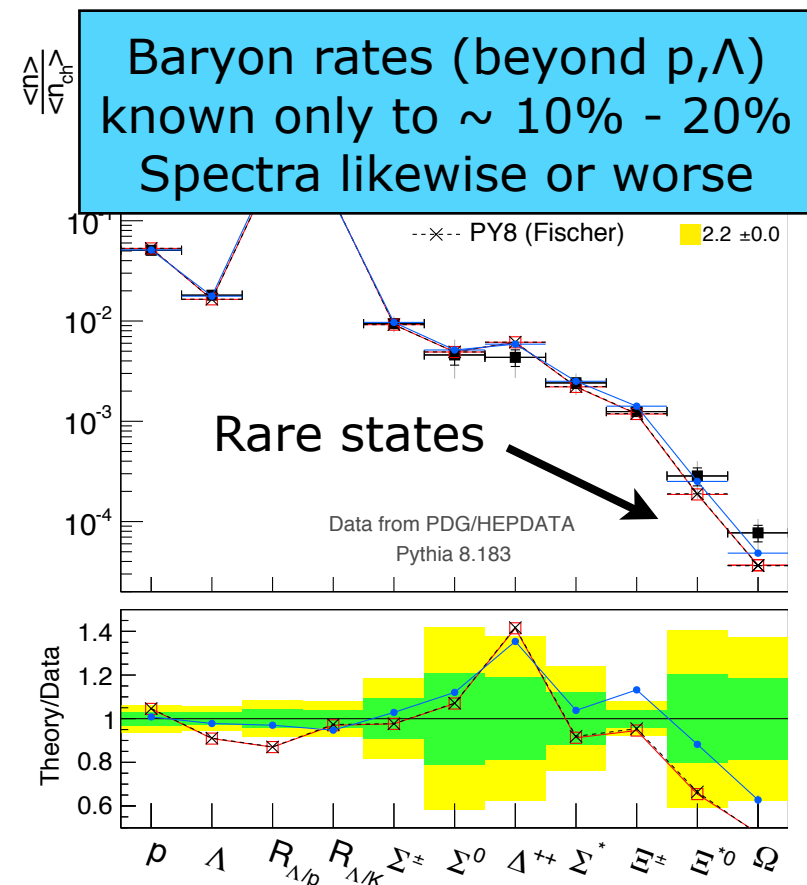 <n>
<n_ch>
Baryon rates (beyond p,Λ)
known only to ~ 10% - 20%
Spectra likewise or worse
PY8 (Fischer)
2.2 ±0.0
10⁻¹
10⁻²
10⁻³
10⁻⁴
Rare states
Data from PDG/HEPDATA
Pythia 8.183
Theory/Data
1.4
1.2
1
0.8
0.6
p Λ R_Λ/p R_Λ/K Σ± Σ⁰ Δ⁺⁺ Σ* Ξ± Ξ*⁰ Ω